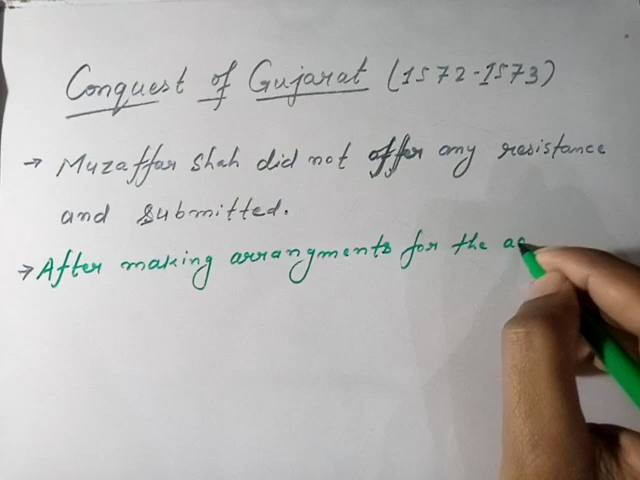 Conquest of Gujarat (1572-1573)
→ Muzaffar Shah did not offer any resistance
and submitted.
→ After making arrangments for the